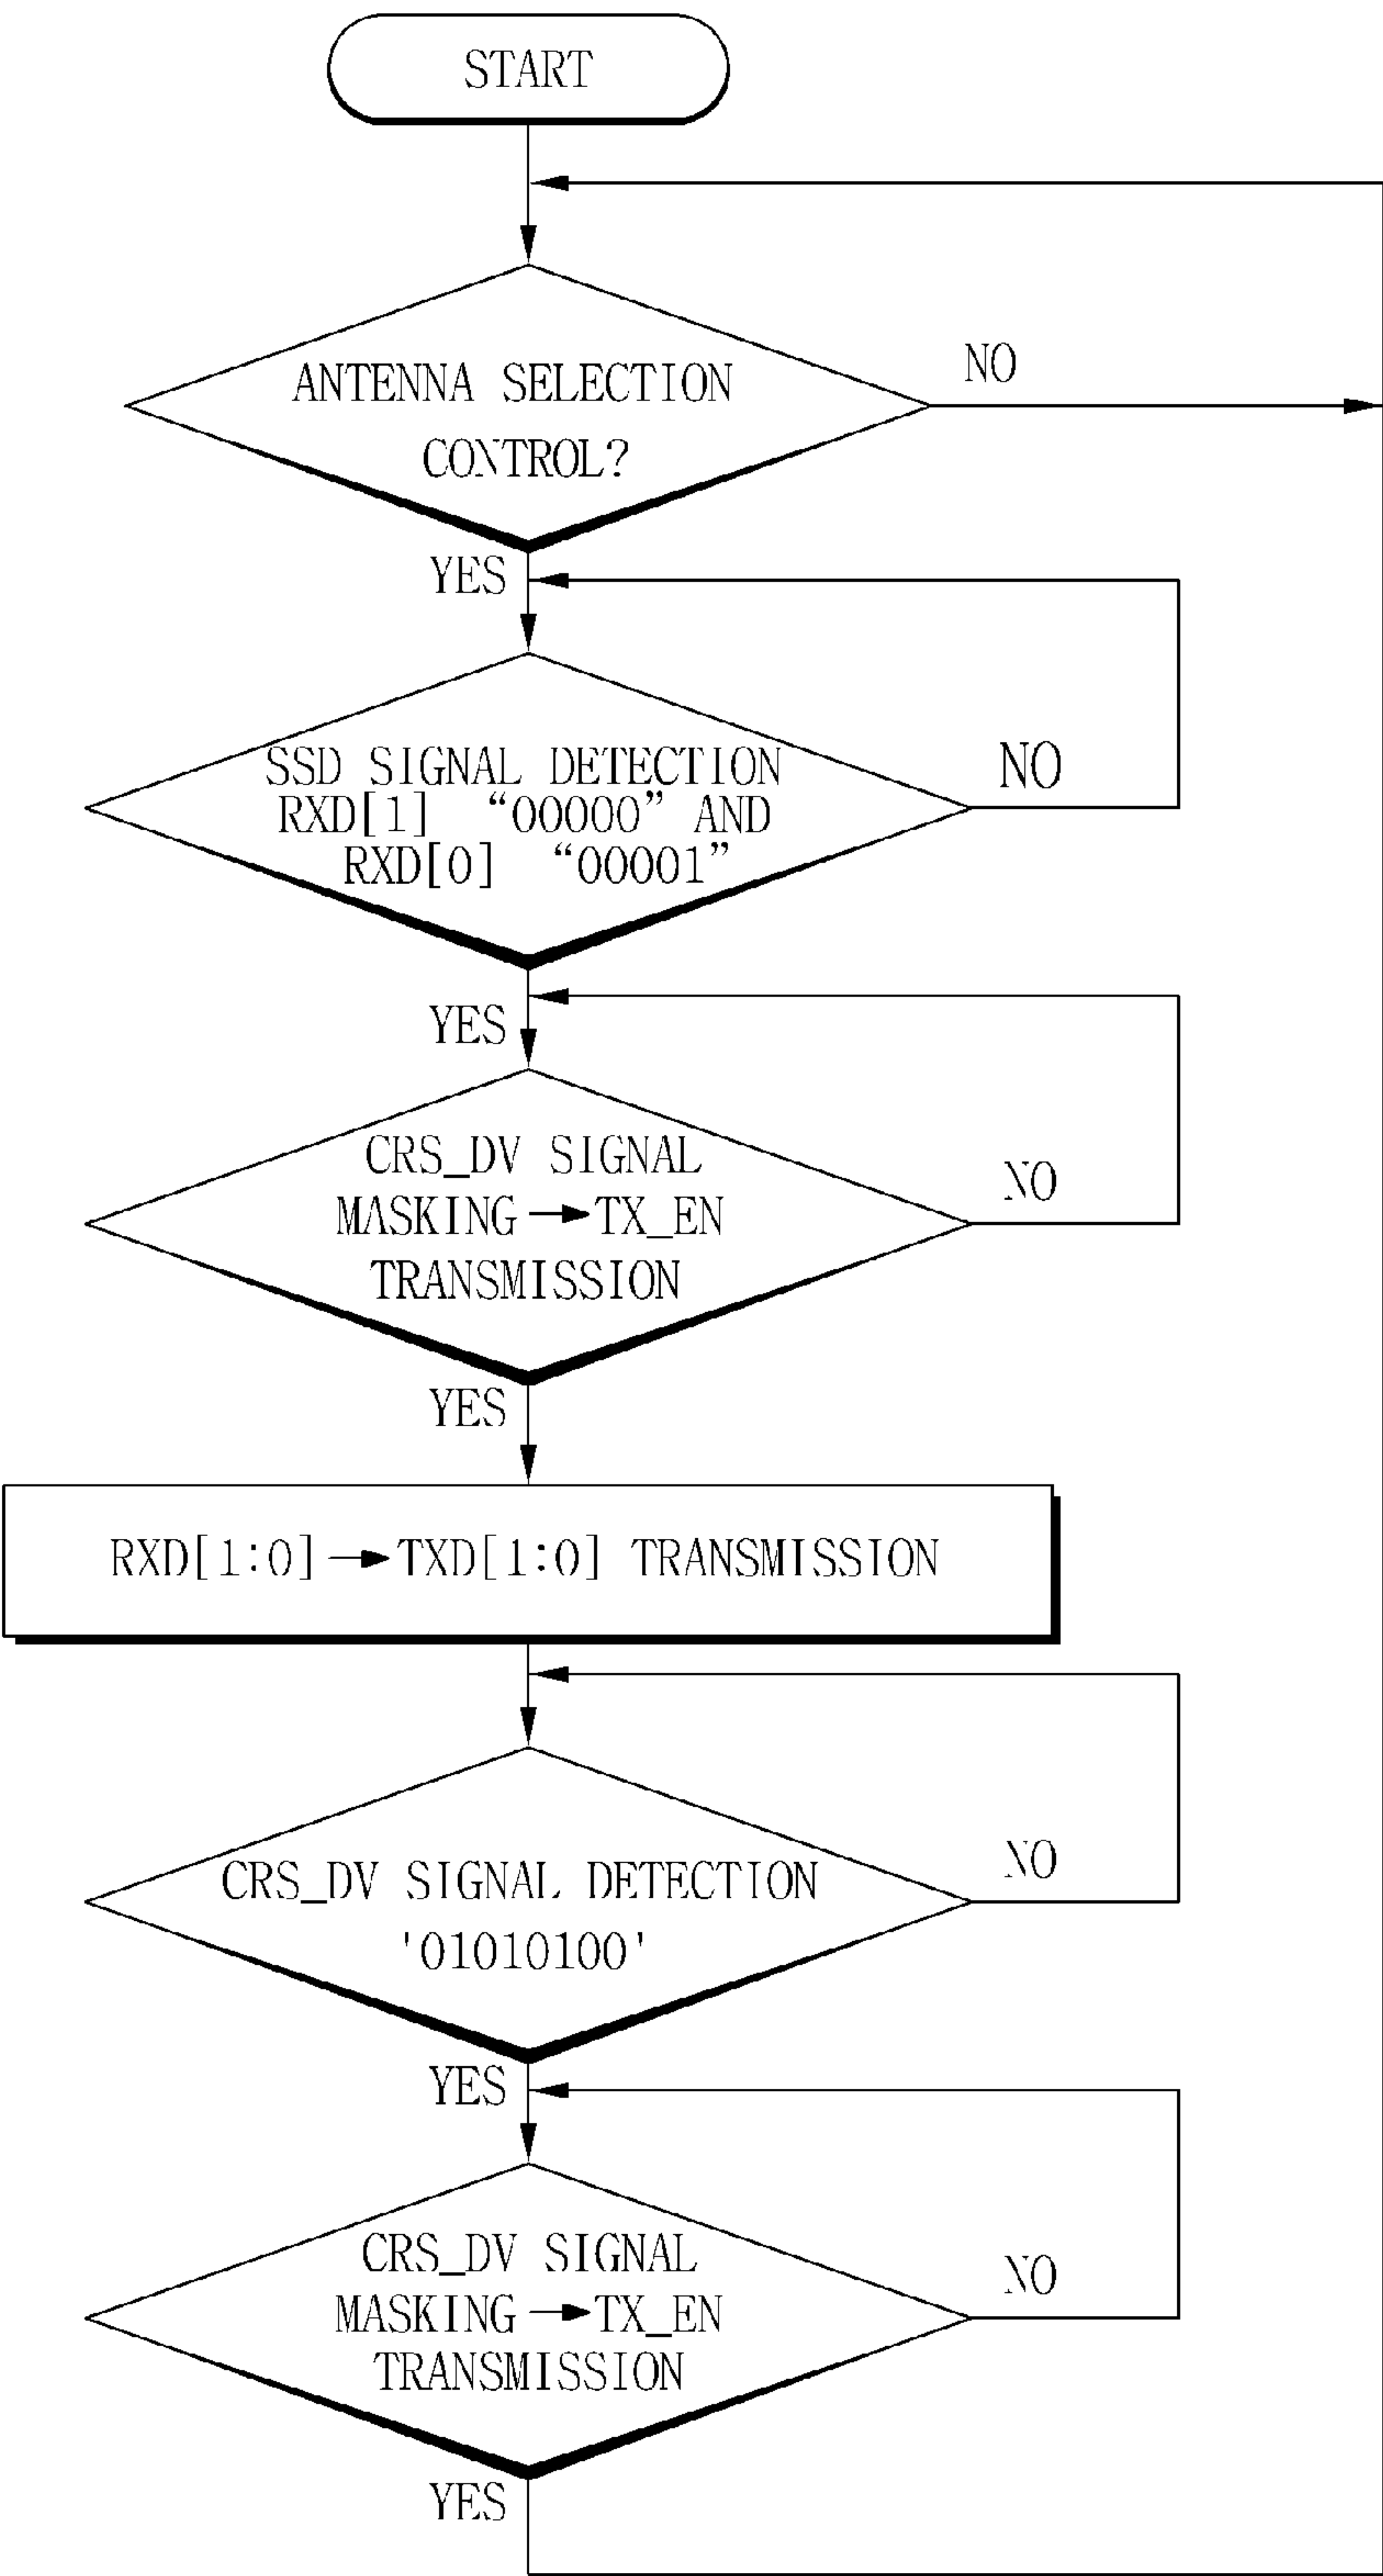 START
ANTENNA SELECTION
CONTROL?
NO
YES
SSD SIGNAL DETECTION
RXD[1] “00000” AND
RXD[0] “00001”
NO
YES
CRS_DV SIGNAL
MASKING → TX_EN
TRANSMISSION
NO
YES
RXD[1:0] → TXD[1:0] TRANSMISSION
CRS_DV SIGNAL DETECTION
'01010100'
NO
YES
CRS_DV SIGNAL
MASKING → TX_EN
TRANSMISSION
NO
YES